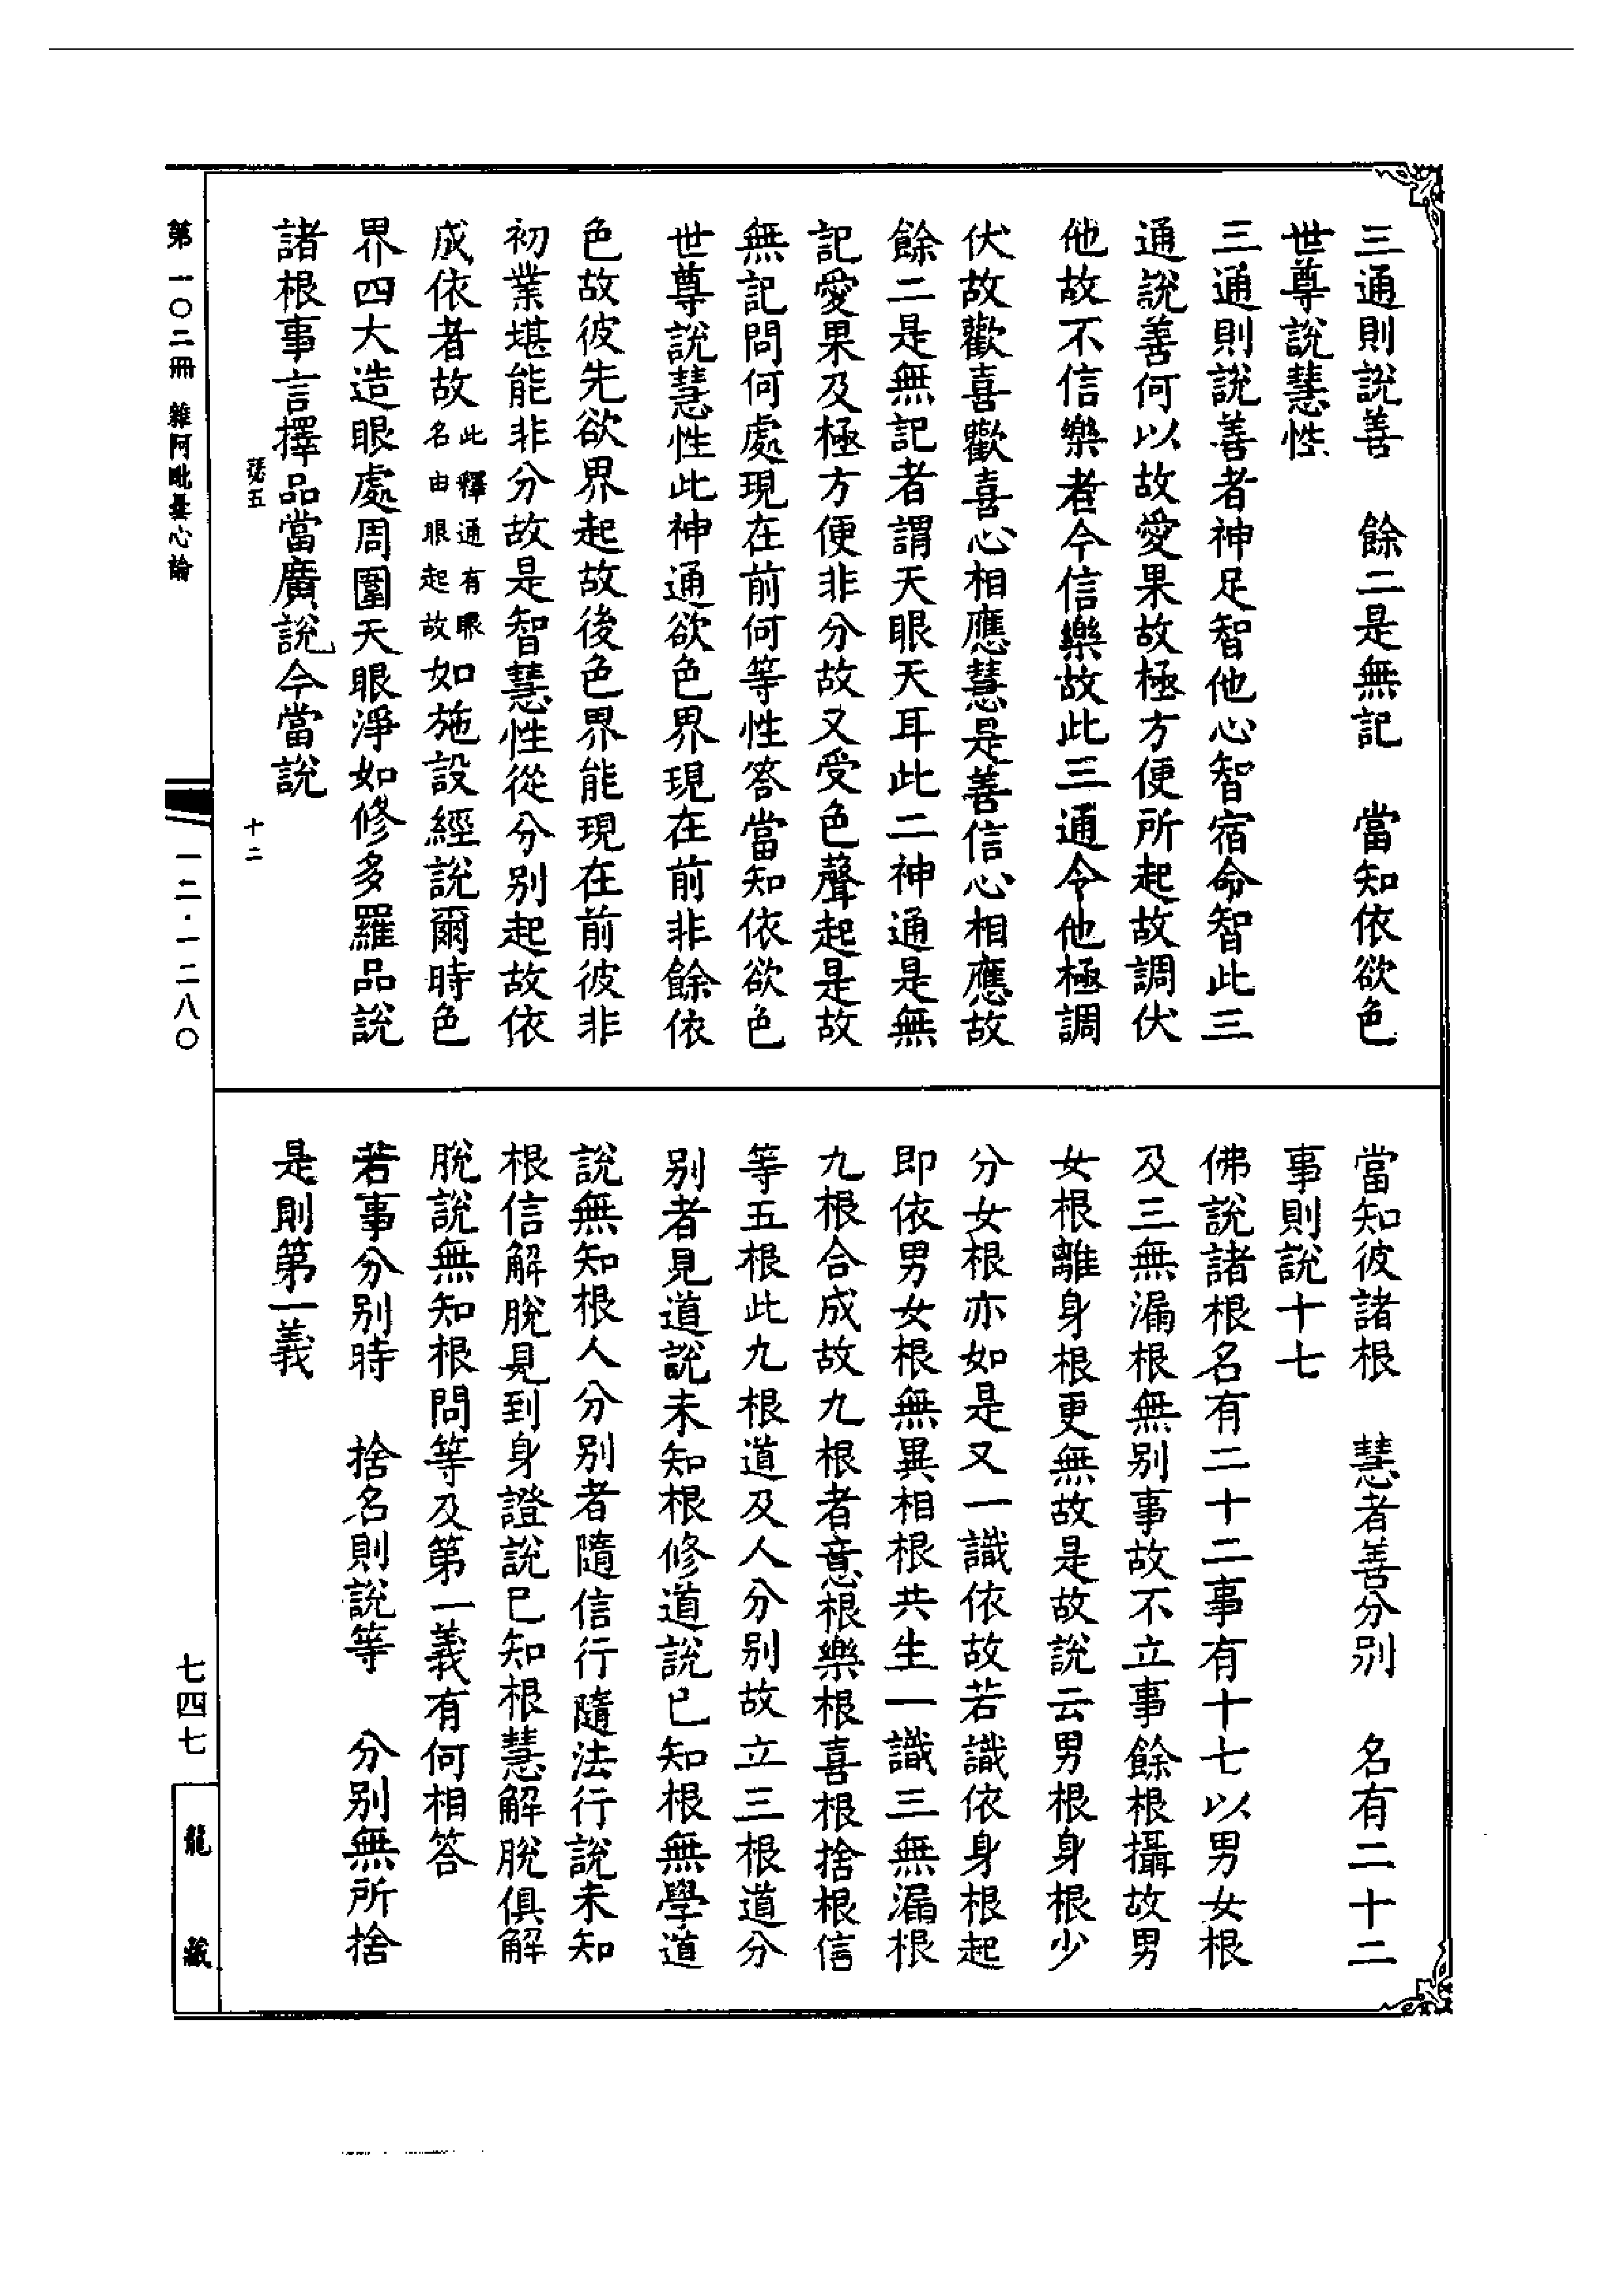 三通則說善　餘二是無記　當知依欲色
世尊說慧性
三通則說善者神足智他心智宿命智此三
通說善何以故愛果故極方便所起故調伏
他故不信樂者令信樂故此三通令他極調
伏故歡喜歡喜心相應慧是善信心相應故
餘二是無記者謂天眼天耳此二神通是無
記愛果及極方便非分故又受色聲起是故
無記問何處現在前何等性答當知依欲色
世尊說慧性此神通欲色界現在前非餘依
色故彼先欲界起故後色界能現在前彼非
初業堪能非分故是智慧性從分別起故依
成依者故此釋通有眼名由眼起故如施設經說爾時色
界四大造眼處周圍天眼淨如修多羅品說
諸根事言擇品當廣說今當說
當知彼諸根　慧者善分別　名有二十二
事則說十七
佛說諸根名有二十二事有十七以男女根
及三無漏根無別事故不立事餘根攝故男
女根離身根更無故是故說云男根身根少
分女根亦如是又一識依故若識依身根起
即依男女根無異相根共生一識三無漏根
九根合成故九根者意根樂根喜根捨根信
等五根此九根道及人分別故立三根道分
別者見道說未知根修道說已知根無學道
說無知根人分別者隨信行隨法行說未知
根信解脫見到身證說已知根慧解脫俱解
脫說無知根問等及第一義有何相答
若事分別時　捨名則說等　分別無所捨
是則第一義
第一〇二冊　雜阿毗曇心論
一二·一二八〇
七四七
龍藏
十二